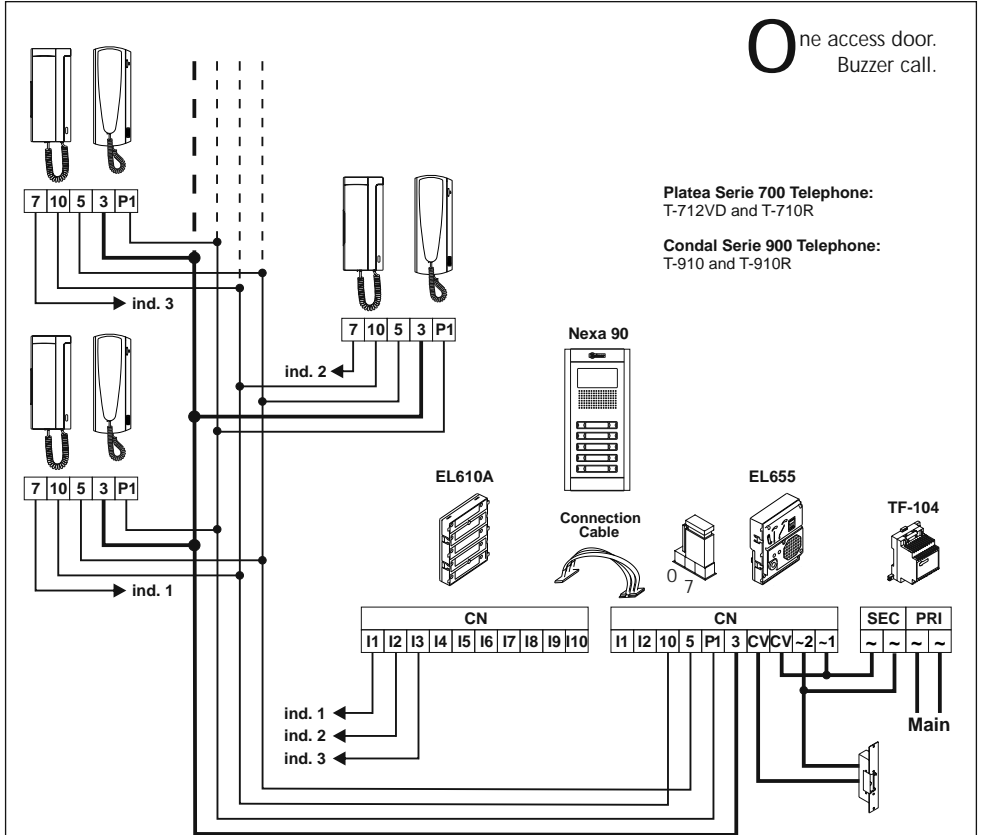 One access door.
Buzzer call.
7 10 5 3 P1
ind. 3
Platea Serie 700 Telephone:
T-712VD and T-710R
Condal Serie 900 Telephone:
T-910 and T-910R
7 10 5 3 P1
ind. 2
Nexa 90
7 10 5 3 P1
ind. 1
EL610A
Connection
Cable
0
7
EL655
TF-104
CN
I1 I2 I3 I4 I5 I6 I7 I8 I9 I10
CN
I1 I2 10 5 P1 3 CV CV ~2 ~1
SEC PRI
~ ~ ~ ~
ind. 1
ind. 2
ind. 3
Main